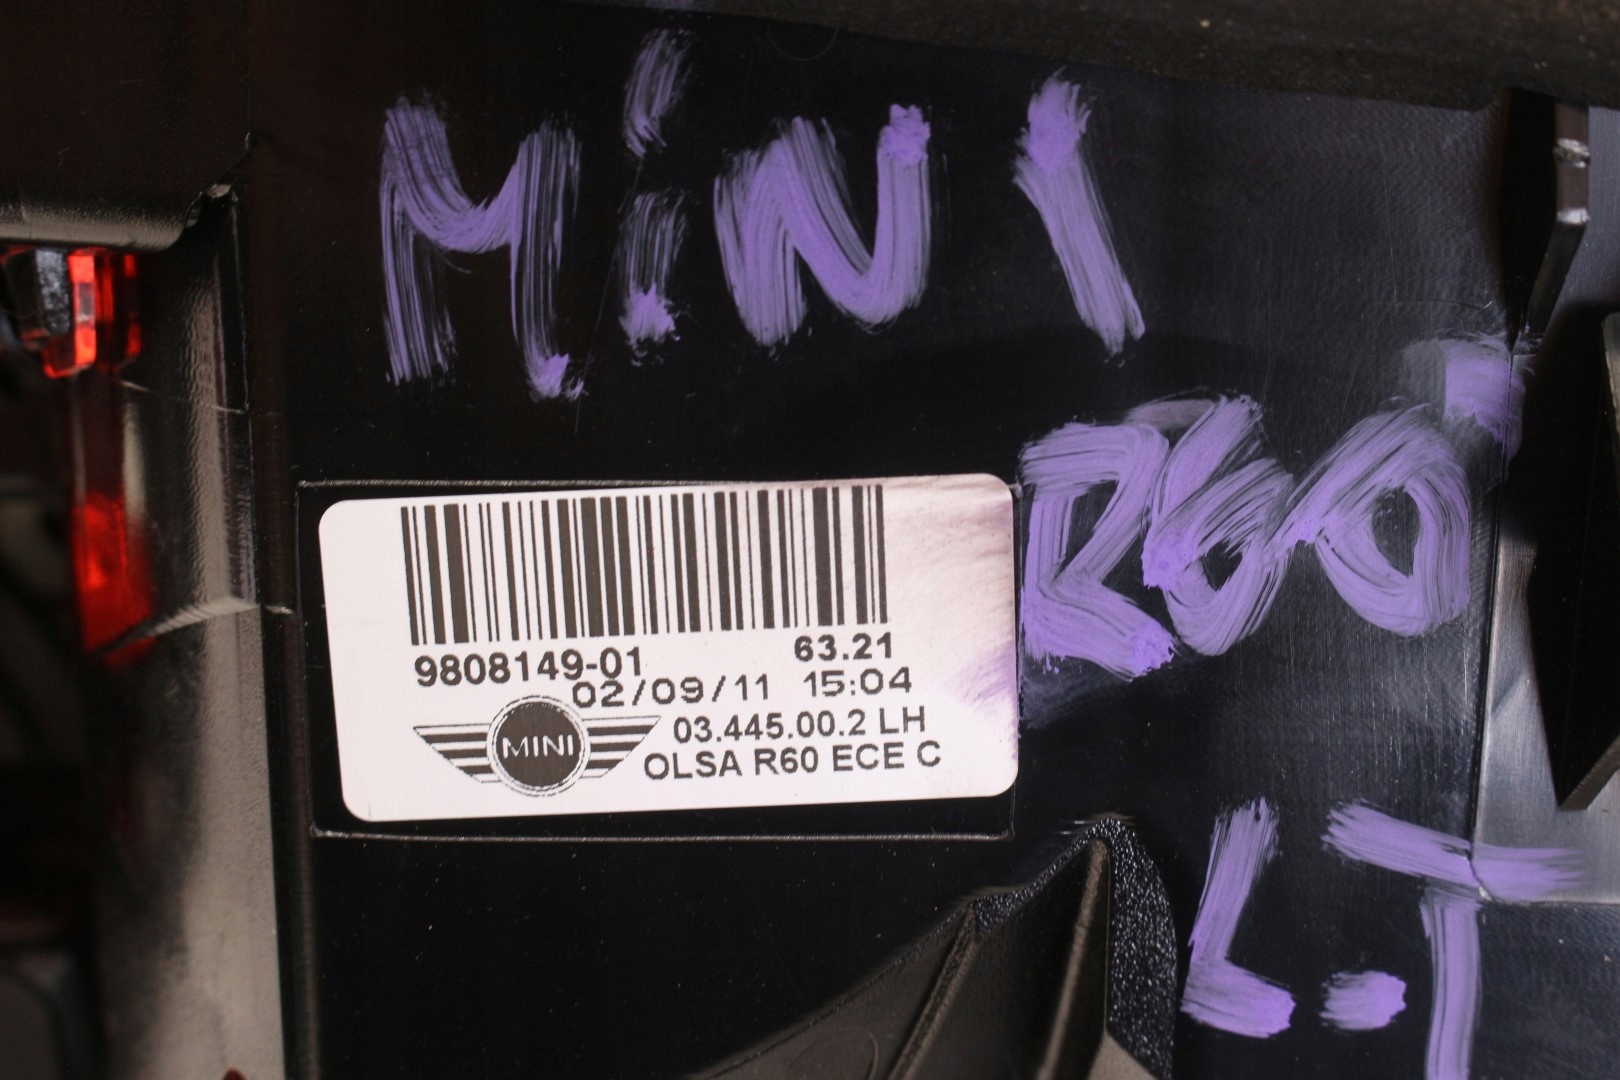 MiNI
R60
9808149-01 63.21
02/09/11 15:04
03.445.00.2 LH
MINI
OLSA R60 ECE C
L.T